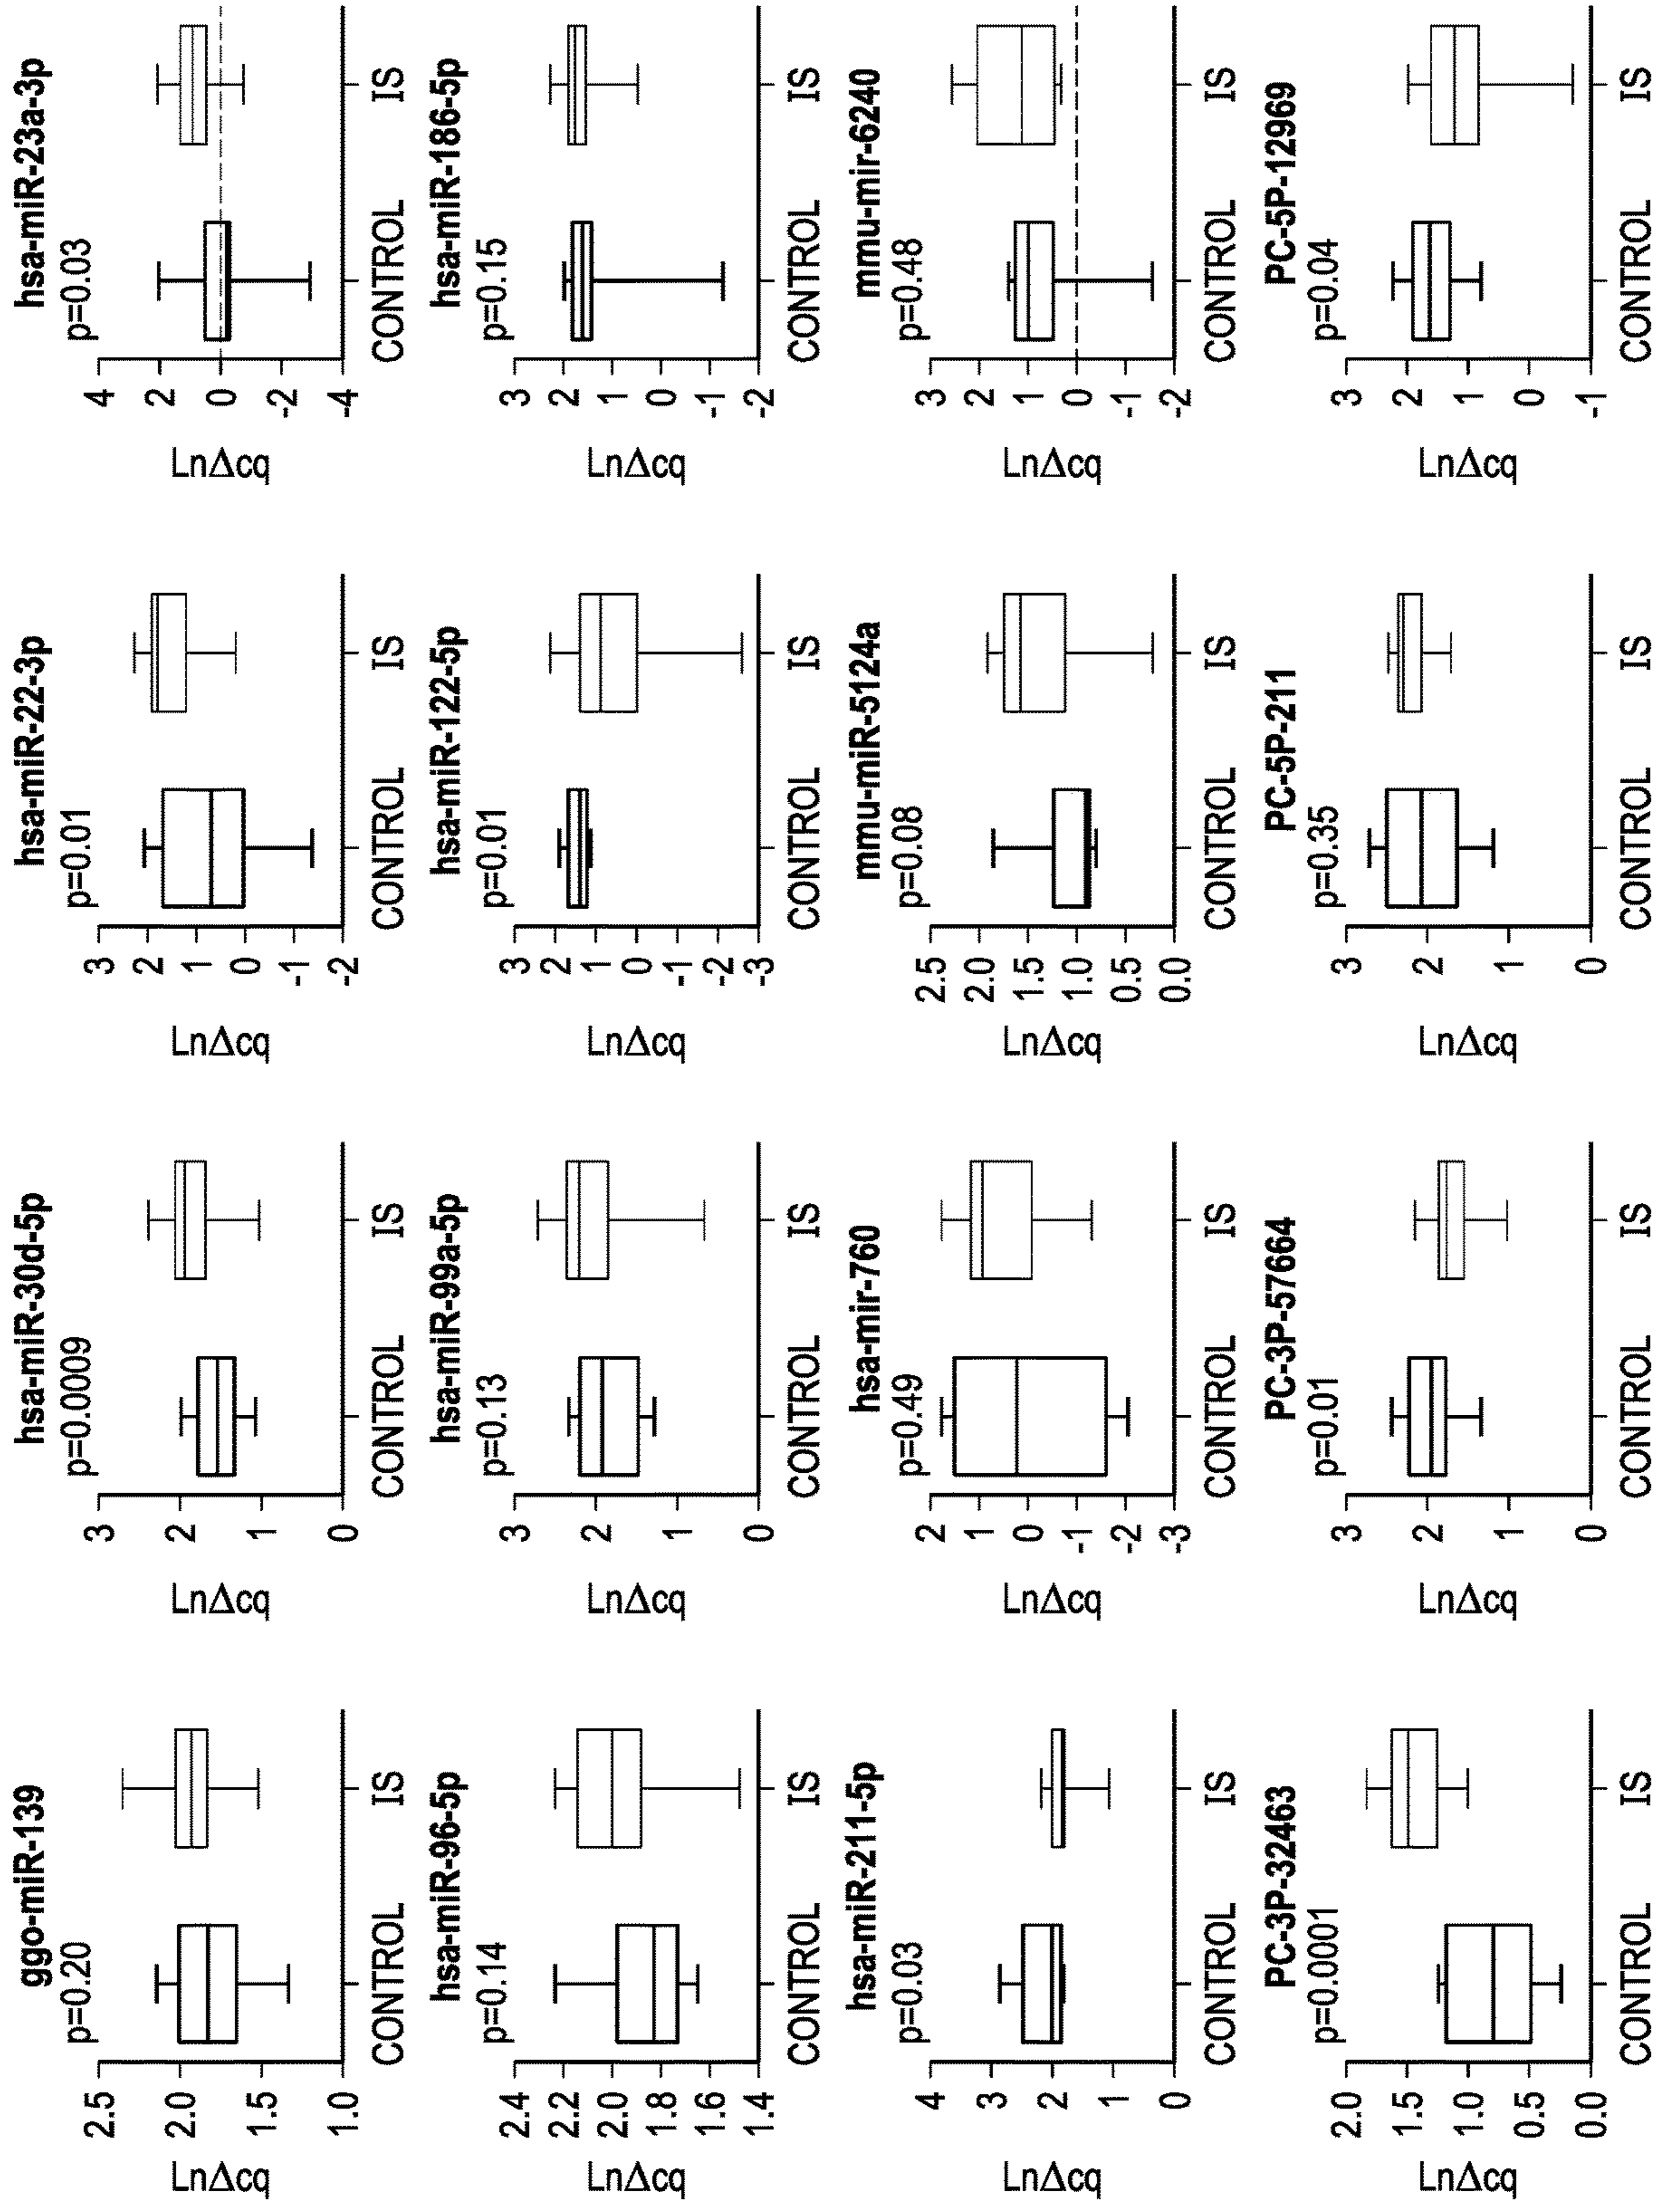 ggo-miR-139
p=0.20
2.5
2.0
1.5
1.0
LnΔcq
CONTROL IS
hsa-miR-30d-5p
p=0.0009
3
2
1
0
LnΔcq
CONTROL IS
hsa-miR-22-3p
p=0.01
3
2
1
0
-1
-2
LnΔcq
CONTROL IS
hsa-miR-23a-3p
p=0.03
4
2
0
-2
-4
LnΔcq
CONTROL IS
hsa-miR-96-5p
p=0.14
2.4
2.2
2.0
1.8
1.6
1.4
LnΔcq
CONTROL IS
hsa-miR-99a-5p
p=0.13
3
2
1
0
LnΔcq
CONTROL IS
hsa-miR-122-5p
p=0.01
3
2
1
0
-1
-2
-3
LnΔcq
CONTROL IS
hsa-miR-186-5p
p=0.15
3
2
1
0
-1
-2
LnΔcq
CONTROL IS
hsa-miR-211-5p
p=0.03
4
3
2
1
0
LnΔcq
CONTROL IS
hsa-mir-760
p=0.49
2
1
0
-1
-2
-3
LnΔcq
CONTROL IS
mmu-miR-5124a
p=0.08
2.5
2.0
1.5
1.0
0.5
0.0
LnΔcq
CONTROL IS
mmu-mir-6240
p=0.48
3
2
1
0
-1
-2
LnΔcq
CONTROL IS
PC-3P-32463
p=0.0001
2.0
1.5
1.0
0.5
0.0
LnΔcq
CONTROL IS
PC-3P-57664
p=0.01
3
2
1
0
LnΔcq
CONTROL IS
PC-5P-211
p=0.35
3
2
1
0
LnΔcq
CONTROL IS
PC-5P-12969
p=0.04
3
2
1
0
-1
LnΔcq
CONTROL IS